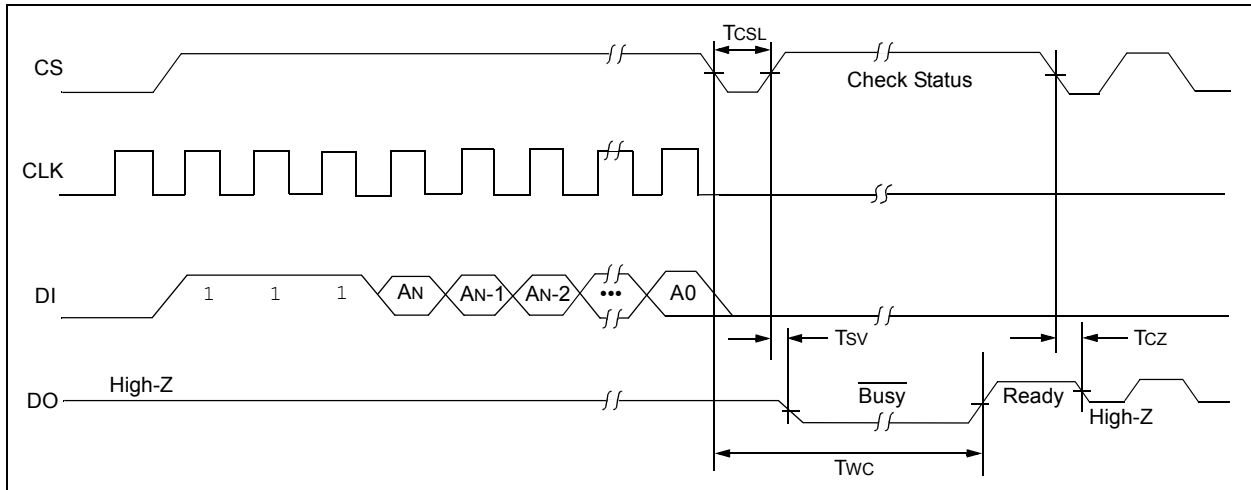 TCSL
CS
Check Status
CLK
DI
1 1 1 AN AN-1 AN-2 ••• A0
TSV
TCZ
High-Z
DO
Busy
Ready
High-Z
TWC